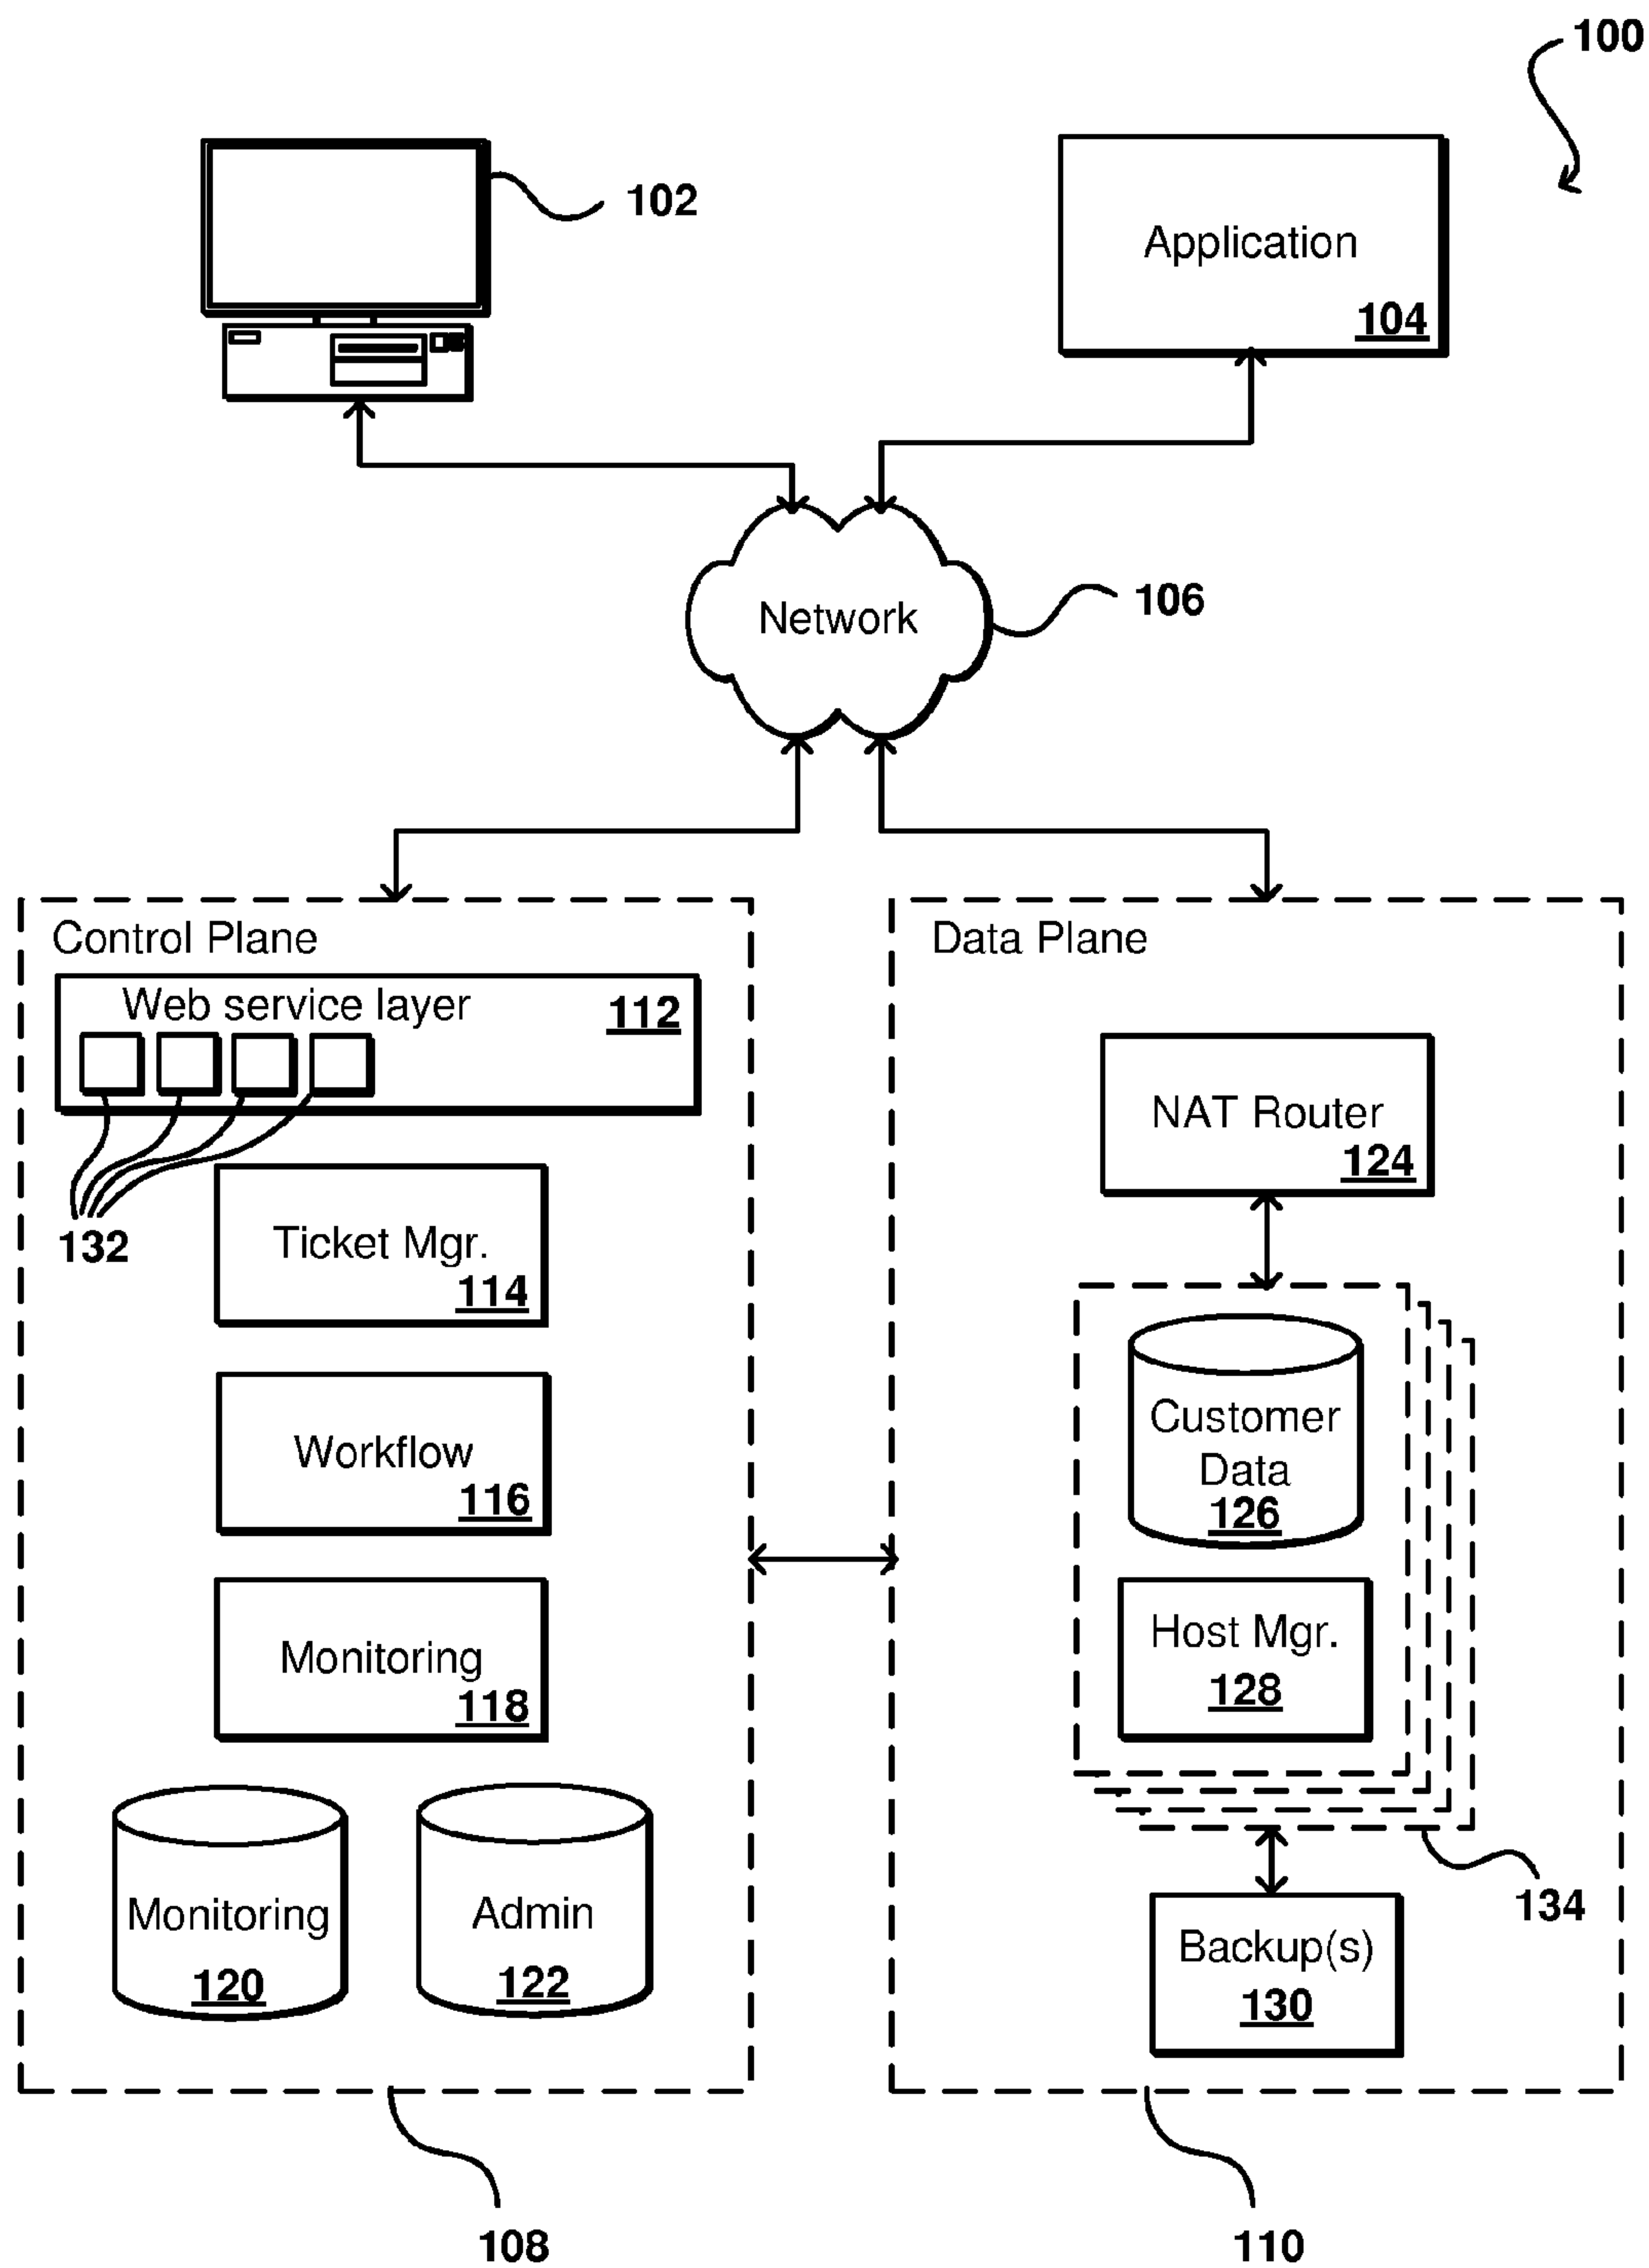 100
102
Application
104
Network
106
Control Plane
Web service layer
112
132
Ticket Mgr.
114
Workflow
116
Monitoring
118
Monitoring
120
Admin
122
108
Data Plane
NAT Router
124
Customer
Data
126
Host Mgr.
128
134
Backup(s)
130
110